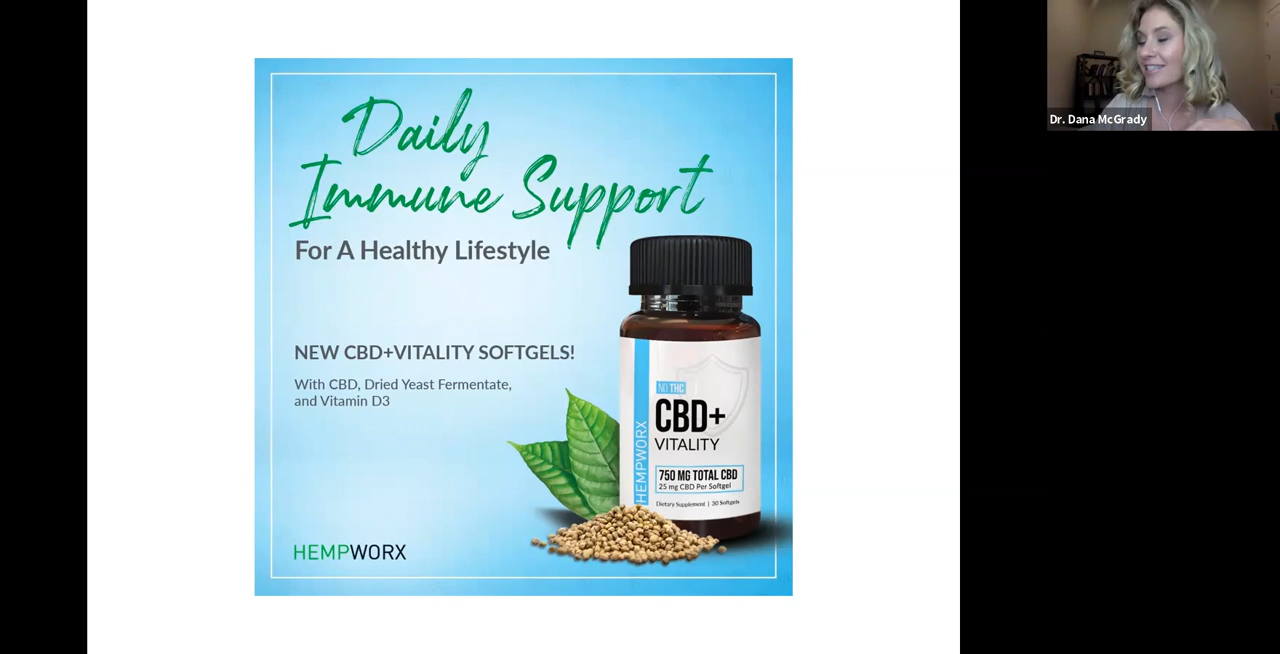 Daily
Immune Support
For A Healthy Lifestyle
NEW CBD+VITALITY SOFTGELS!
With CBD, Dried Yeast Fermentate,
and Vitamin D3
HEMPWORX
NO THC
CBD+
VITALITY
HEMPWORX
750 MG TOTAL CBD
25 mg CBD Per Softgel
Dietary Supplement | 30 Softgels
Dr. Dana McGrady